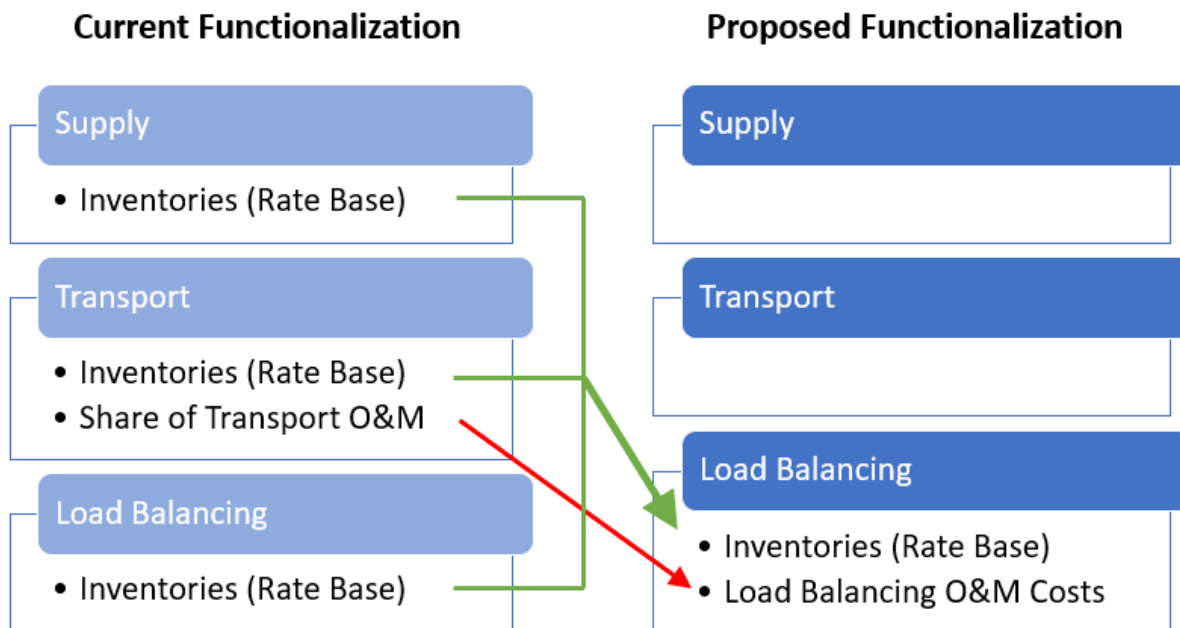 Current Functionalization
Supply
• Inventories (Rate Base)
Transport
• Inventories (Rate Base)
• Share of Transport O&M
Load Balancing
• Inventories (Rate Base)
Proposed Functionalization
Supply
Transport
Load Balancing
• Inventories (Rate Base)
• Load Balancing O&M Costs